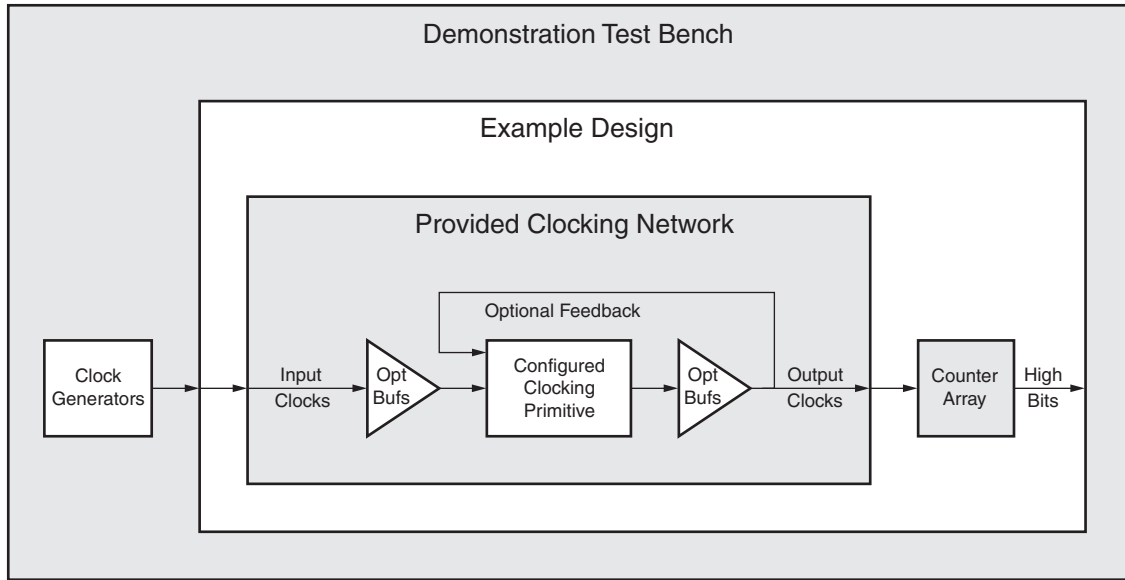 Demonstration Test Bench
Example Design
Provided Clocking Network
Optional Feedback
Clock
Generators
Input
Clocks
Opt
Bufs
Configured
Clocking
Primitive
Opt
Bufs
Output
Clocks
Counter
Array
High
Bits